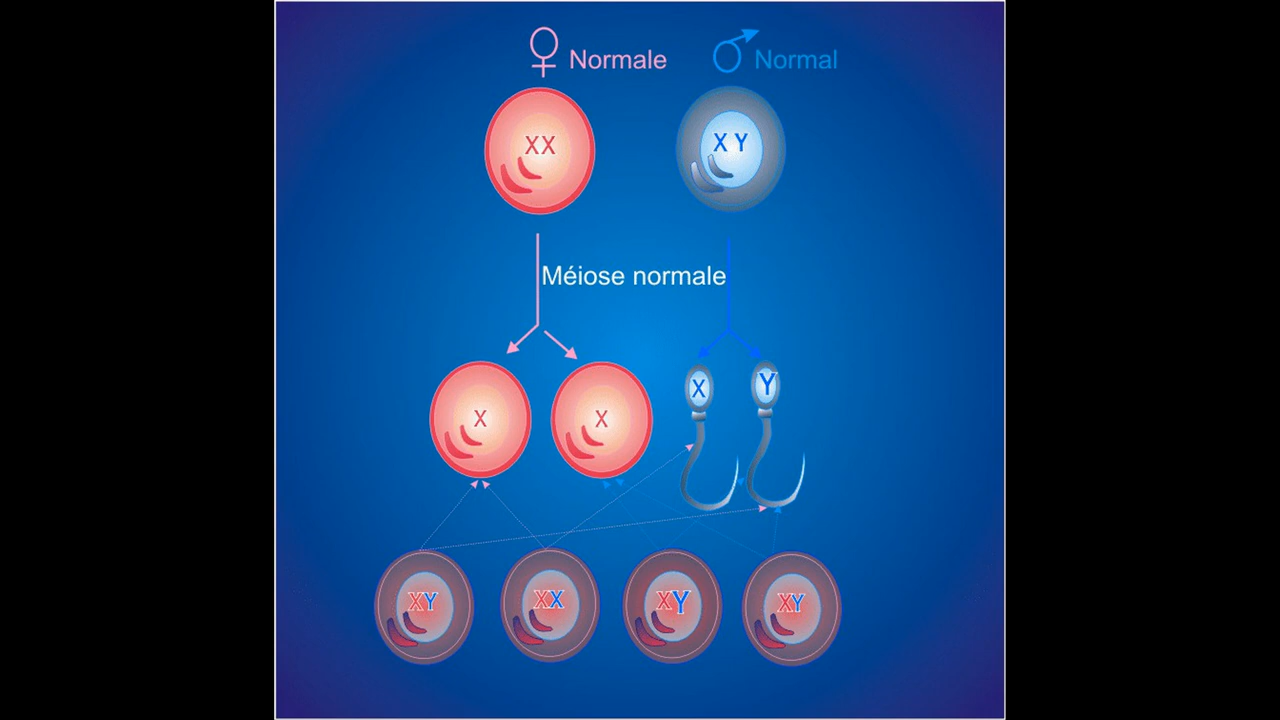 ♀ Normale ♂ Normal
XX XY
Méiose normale
X X X Y
XY XX XY XY